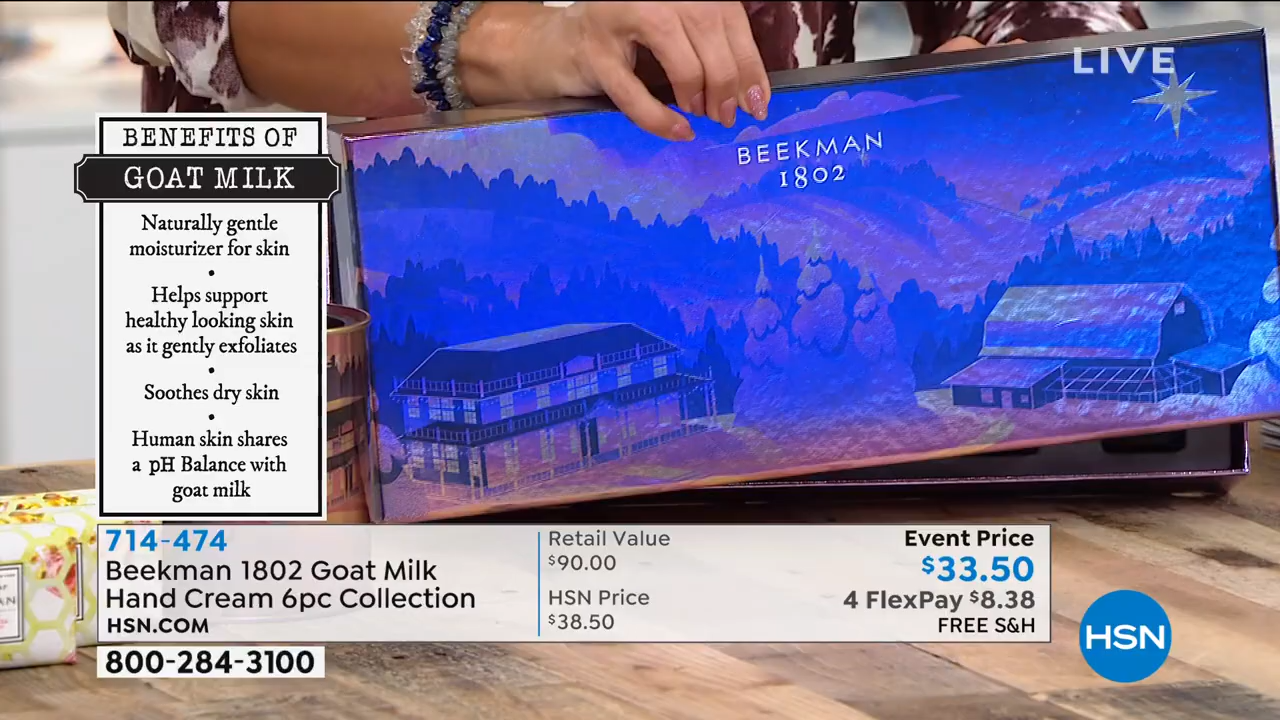 LIVE
BEEKMAN
1802
BENEFITS OF
GOAT MILK
Naturally gentle
moisturizer for skin
•
Helps support
healthy looking skin
as it gently exfoliates
•
Soothes dry skin
•
Human skin shares
a pH Balance with
goat milk
714-474
Beekman 1802 Goat Milk
Hand Cream 6pc Collection
HSN.COM
Retail Value
$90.00
HSN Price
$38.50
Event Price
$33.50
4 FlexPay $8.38
FREE S&H
800-284-3100
HSN